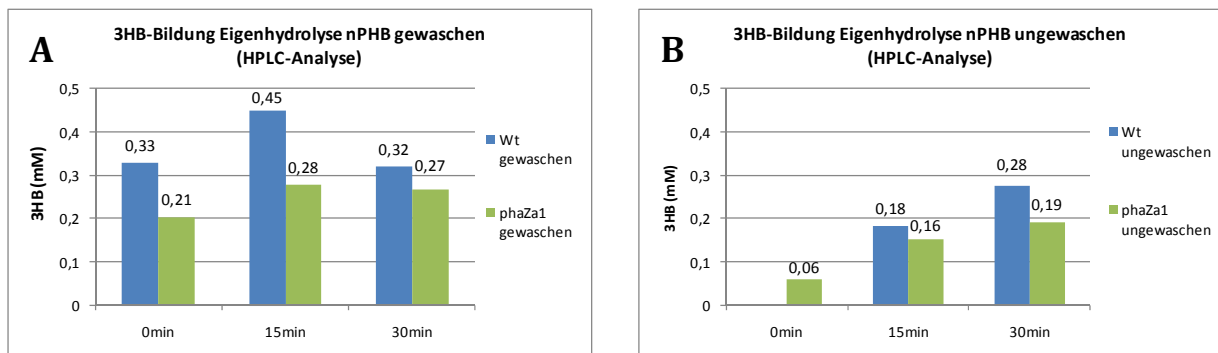 A
3HB-Bildung Eigenhydrolyse nPHB gewaschen
(HPLC-Analyse)
3HB (mM)
0,5
0,4
0,3
0,2
0,1
0
0,33
0,21
0,45
0,28
0,32
0,27
0min
15min
30min
Wt
gewaschen
phaZa1
gewaschen
B
3HB-Bildung Eigenhydrolyse nPHB ungewaschen
(HPLC-Analyse)
3HB (mM)
0,5
0,4
0,3
0,2
0,1
0
0,06
0,18
0,16
0,28
0,19
0min
15min
30min
Wt
ungewaschen
phaZa1
ungewaschen